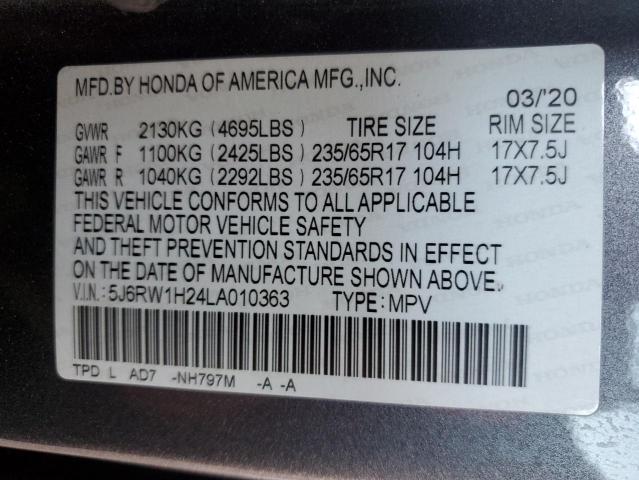 MFD.BY HONDA OF AMERICA MFG.,INC.
03/'20
GVWR 2130KG (4695LBS) TIRE SIZE RIM SIZE
GAWR F 1100KG (2425LBS) 235/65R17 104H 17X7.5J
GAWR R 1040KG (2292LBS) 235/65R17 104H 17X7.5J
THIS VEHICLE CONFORMS TO ALL APPLICABLE
FEDERAL MOTOR VEHICLE SAFETY
AND THEFT PREVENTION STANDARDS IN EFFECT
ON THE DATE OF MANUFACTURE SHOWN ABOVE.
V.I.N.: 5J6RW1H24LA010363 TYPE: MPV
TPD L AD7 -NH797M -A -A